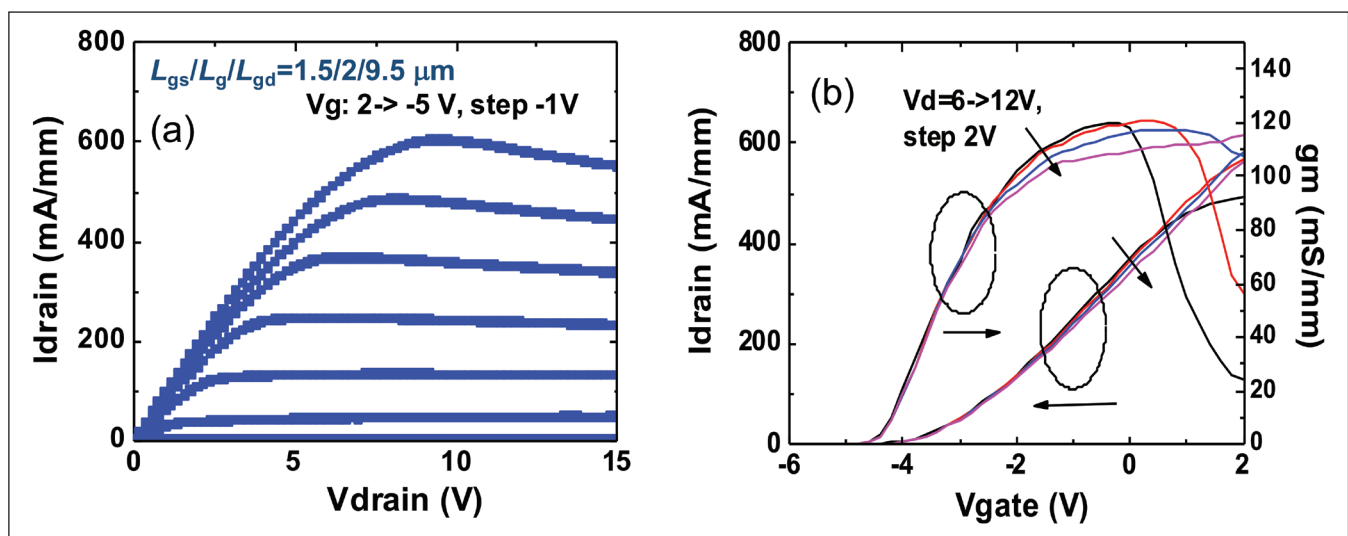 800
600
400
200
0
Idrain (mA/mm)
Lgs/Lg/Lgd=1.5/2/9.5 μm
Vg: 2-> -5 V, step -1V
(a)
0
5
10
15
Vdrain (V)
800
600
400
200
0
Idrain (mA/mm)
(b)
Vd=6->12V,
step 2V
140
120
100
80
60
40
20
0
gm (mS/mm)
-6
-4
-2
0
2
Vgate (V)